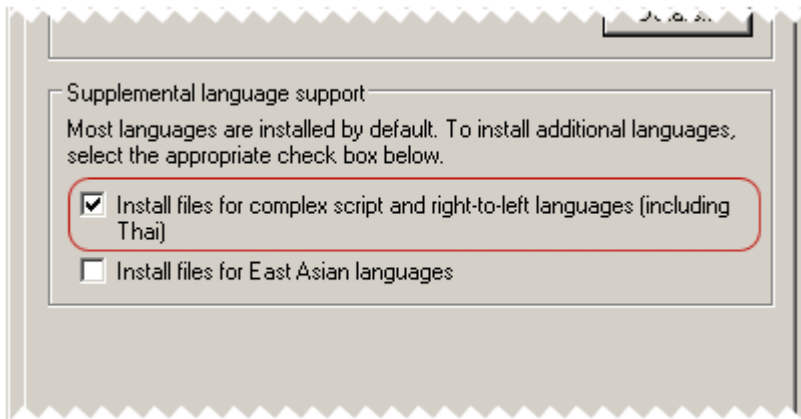 Supplemental language support
Most languages are installed by default. To install additional languages,
select the appropriate check box below.
Install files for complex script and right-to-left languages (including
Thai)
Install files for East Asian languages